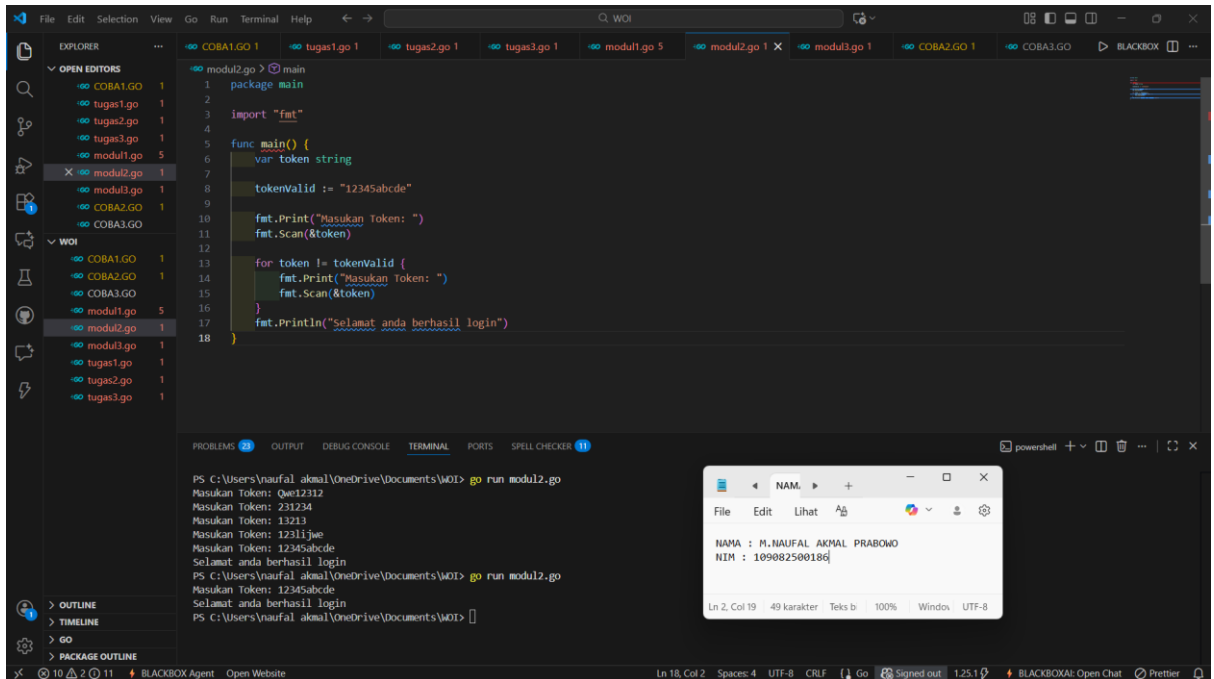 File Edit Selection View Go Run Terminal Help
WOI
EXPLORER
COBA1.GO 1
tugas1.go 1
tugas2.go 1
tugas3.go 1
modul1.go 5
modul2.go 1
modul3.go 1
COBA2.GO 1
COBA3.GO
BLACKBOX
OPEN EDITORS
COBA1.GO 1
tugas1.go 1
tugas2.go 1
tugas3.go 1
modul1.go 5
modul2.go 1
modul3.go 1
COBA2.GO 1
COBA3.GO
WOI
COBA1.GO 1
COBA2.GO 1
COBA3.GO
modul1.go 5
modul2.go 1
modul3.go 1
tugas1.go 1
tugas2.go 1
tugas3.go 1
OUTLINE
TIMELINE
GO
PACKAGE OUTLINE
modul2.go > main
1 package main
2
3 import "fmt"
4
5 func main() {
6 var token string
7
8 tokenValid := "12345abcde"
9
10 fmt.Print("Masukan Token: ")
11 fmt.Scan(&token)
12
13 for token != tokenValid {
14 fmt.Print("Masukan Token: ")
15 fmt.Scan(&token)
16 }
17 fmt.Println("Selamat anda berhasil login")
18 }
PROBLEMS 23 OUTPUT DEBUG CONSOLE TERMINAL PORTS SPELL CHECKER 11
powershell
PS C:\Users\naufal akmal\OneDrive\Documents\WOI> go run modul2.go
Masukan Token: Qwe12312
Masukan Token: 231234
Masukan Token: 13213
Masukan Token: 123lijwe
Masukan Token: 12345abcde
Selamat anda berhasil login
PS C:\Users\naufal akmal\OneDrive\Documents\WOI> go run modul2.go
Masukan Token: 12345abcde
Selamat anda berhasil login
PS C:\Users\naufal akmal\OneDrive\Documents\WOI>
NAM.
File Edit Lihat
NAMA : M.NAUFAL AKMAL PRABOWO
NIM : 109082500186
Ln 2, Col 19 49 karakter Teks bi 100% Window UTF-8
10 2 11 BLACKBOX Agent Open Website
Ln 18, Col 2 Spaces: 4 UTF-8 CRLF Go Signed out 1.25.1 BLACKBOXAI: Open Chat Prettier